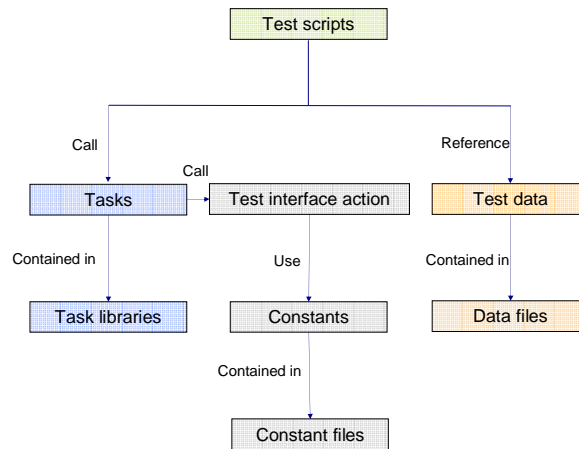 Test scripts
Call
Reference
Call
Tasks
Test interface action
Test data
Contained in
Use
Contained in
Task libraries
Constants
Data files
Contained in
Constant files